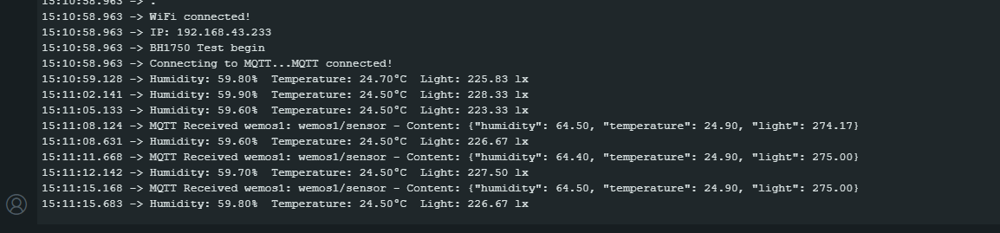 15:10:58.963 -> .
15:10:58.963 -> WiFi connected!
15:10:58.963 -> IP: 192.168.43.233
15:10:58.963 -> BH1750 Test begin
15:10:58.963 -> Connecting to MQTT...MQTT connected!
15:10:59.128 -> Humidity: 59.80%  Temperature: 24.70°C  Light: 225.83 lx
15:11:02.141 -> Humidity: 59.90%  Temperature: 24.50°C  Light: 228.33 lx
15:11:05.133 -> Humidity: 59.60%  Temperature: 24.50°C  Light: 223.33 lx
15:11:08.124 -> MQTT Received wemos1: wemos1/sensor - Content: {"humidity": 64.50, "temperature": 24.90, "light": 274.17}
15:11:08.631 -> Humidity: 59.60%  Temperature: 24.50°C  Light: 226.67 lx
15:11:11.668 -> MQTT Received wemos1: wemos1/sensor - Content: {"humidity": 64.40, "temperature": 24.90, "light": 275.00}
15:11:12.142 -> Humidity: 59.70%  Temperature: 24.50°C  Light: 227.50 lx
15:11:15.168 -> MQTT Received wemos1: wemos1/sensor - Content: {"humidity": 64.50, "temperature": 24.90, "light": 275.00}
15:11:15.683 -> Humidity: 59.80%  Temperature: 24.50°C  Light: 226.67 lx